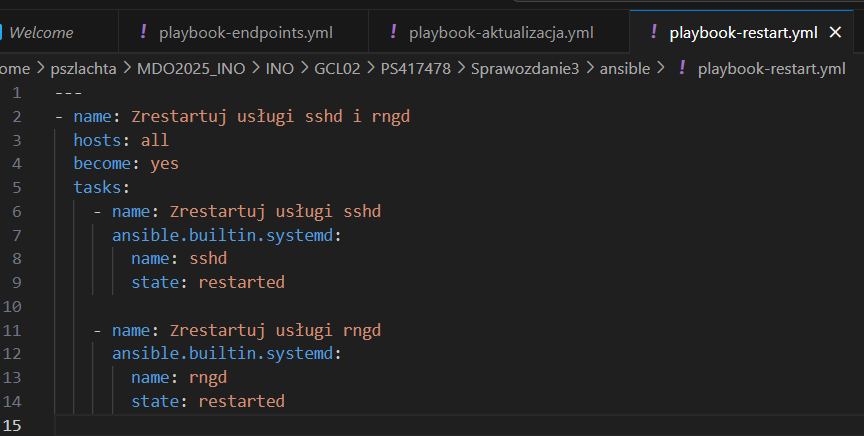 Welcome ! playbook-endpoints.yml ! playbook-aktualizacja.yml ! playbook-restart.yml ×
ome > pszlachta > MDO2025_INO > INO > GCL02 > PS417478 > Sprawozdanie3 > ansible > ! playbook-restart.yml
1 ---
2 - name: Zrestartuj usługi sshd i rngd
3 hosts: all
4 become: yes
5 tasks:
6 - name: Zrestartuj usługi sshd
7 ansible.builtin.systemd:
8 name: sshd
9 state: restarted
10
11 - name: Zrestartuj usługi rngd
12 ansible.builtin.systemd:
13 name: rngd
14 state: restarted
15